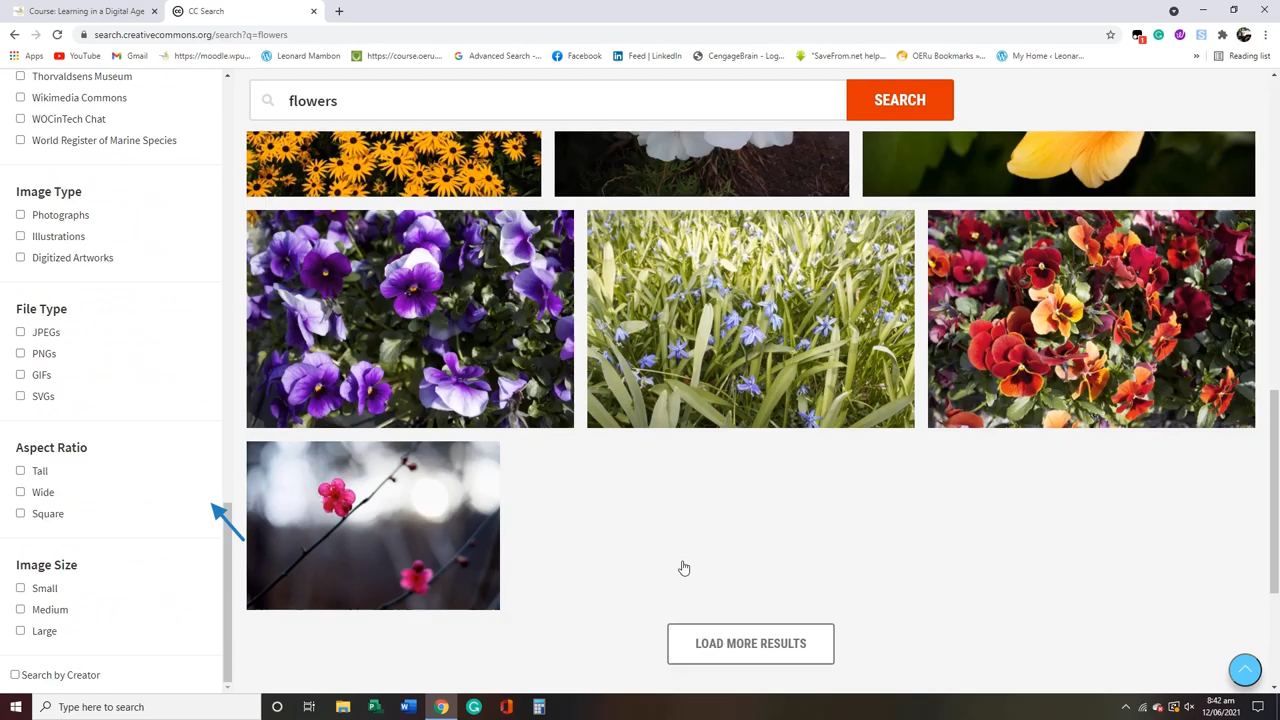 Course: Learning in a Digital Age
CC Search
search.creativecommons.org/search?q=flowers
Apps
YouTube
Gmail
https://moodle.wpu...
Leonard Mambon
https://course.oeru...
Advanced Search -...
Facebook
Feed | LinkedIn
CengageBrain - Log...
"SaveFrom.net help...
OERu Bookmarks »...
My Home ‹ Leonar...
»
Reading list
Thorvaldsens Museum
Wikimedia Commons
WOCinTech Chat
World Register of Marine Species
Image Type
Photographs
Illustrations
Digitized Artworks
File Type
JPEGs
PNGs
GIFs
SVGs
Aspect Ratio
Tall
Wide
Square
Image Size
Small
Medium
Large
Search by Creator
flowers
SEARCH
LOAD MORE RESULTS
Type here to search
8:42 am
12/06/2021